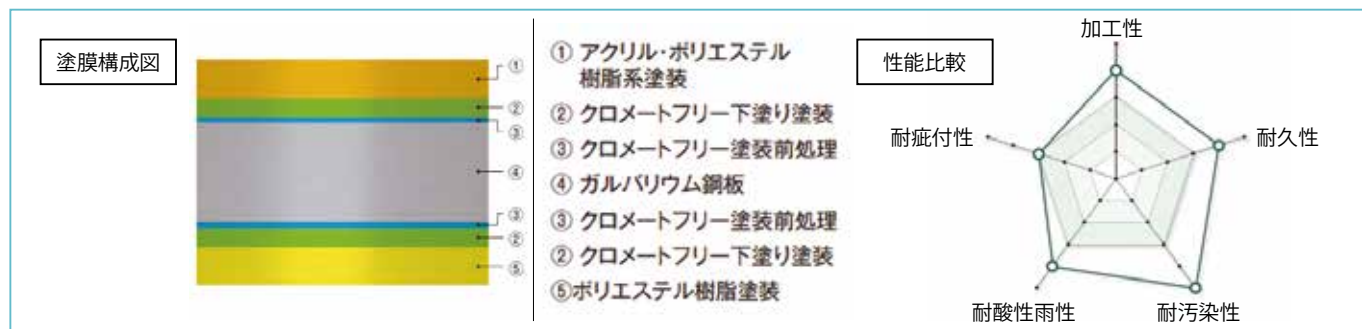 塗膜構成図
①
②
③
④
③
②
⑤
① アクリル・ポリエステル
樹脂系塗装
② クロメートフリー下塗り塗装
③ クロメートフリー塗装前処理
④ ガルバリウム鋼板
③ クロメートフリー塗装前処理
② クロメートフリー下塗り塗装
⑤ポリエステル樹脂塗装
性能比較
加工性
耐疵付性
耐久性
耐酸性雨性
耐汚染性